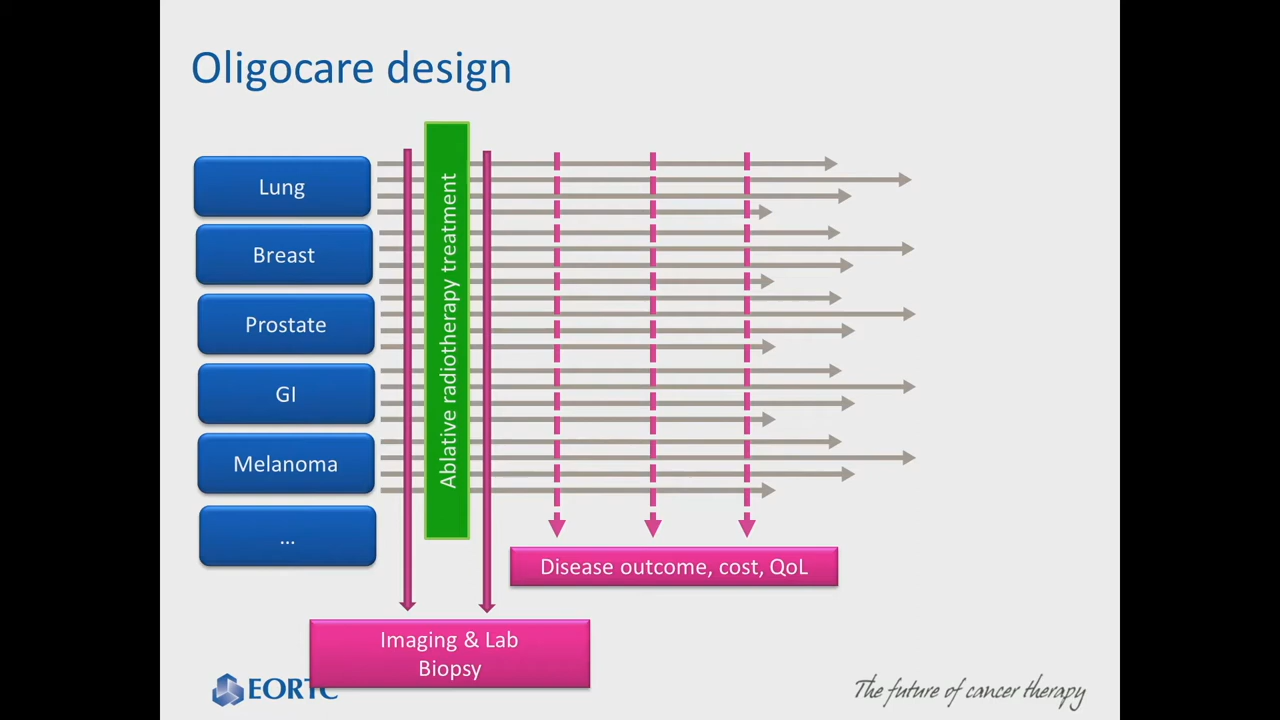 Oligocare design
Lung
Breast
Prostate
GI
Melanoma
...
Ablative radiotherapy treatment
Disease outcome, cost, QoL
Imaging & Lab
Biopsy
EORTC
The future of cancer therapy